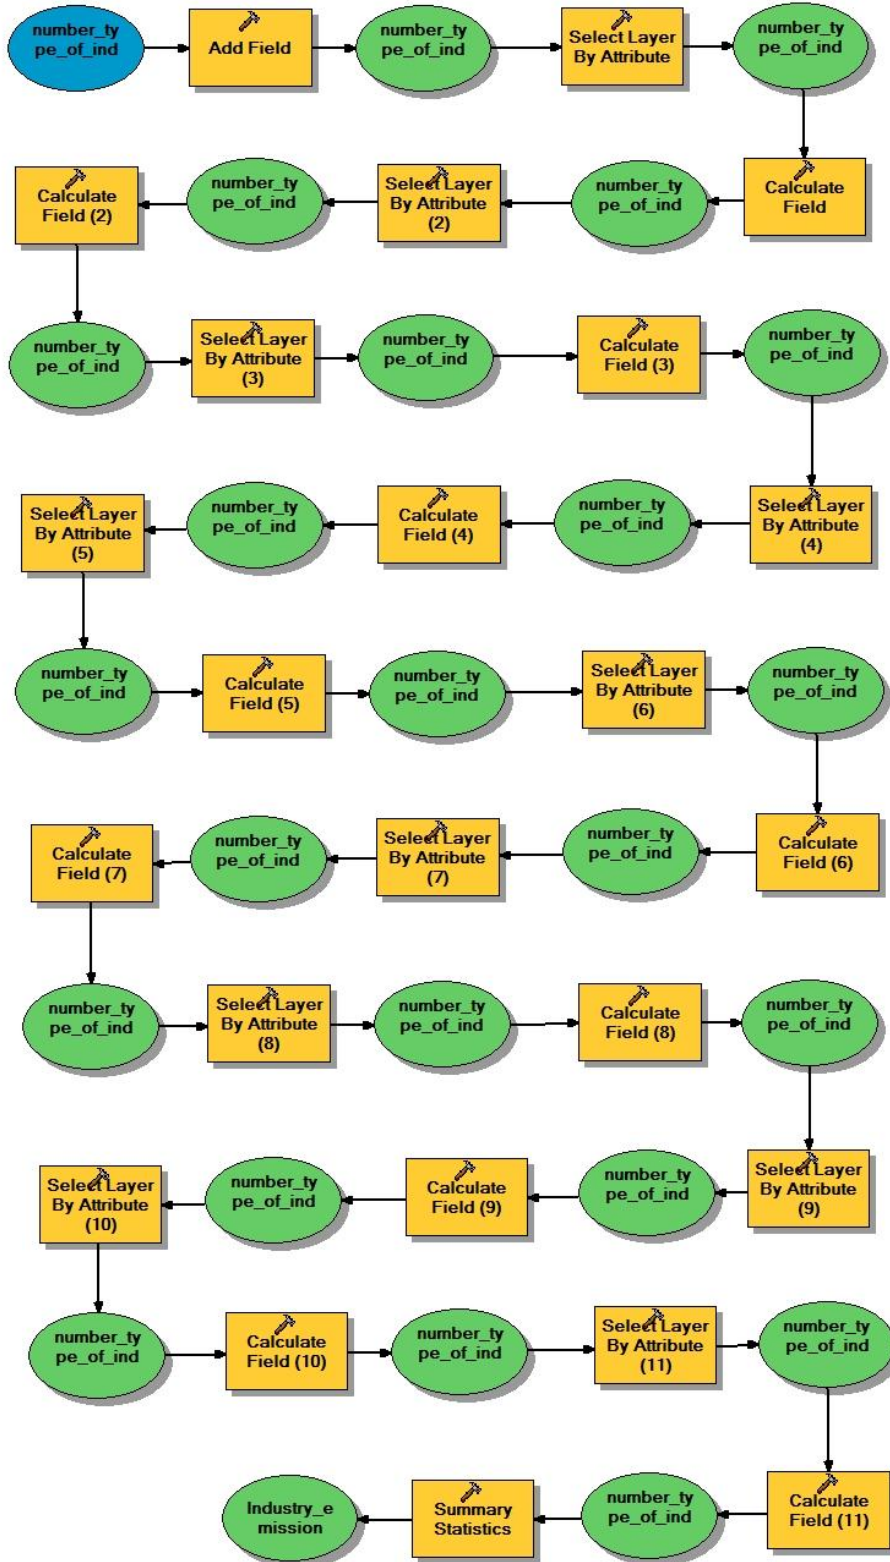 number_ty
pe_of_ind
Add Field
number_ty
pe_of_ind
Select Layer
By Attribute
number_ty
pe_of_ind
Calculate
Field
number_ty
pe_of_ind
Select Layer
By Attribute
(2)
number_ty
pe_of_ind
Calculate
Field (2)
number_ty
pe_of_ind
Select Layer
By Attribute
(3)
number_ty
pe_of_ind
Calculate
Field (3)
number_ty
pe_of_ind
Select Layer
By Attribute
(4)
number_ty
pe_of_ind
Calculate
Field (4)
number_ty
pe_of_ind
Select Layer
By Attribute
(5)
number_ty
pe_of_ind
Calculate
Field (5)
number_ty
pe_of_ind
Select Layer
By Attribute
(6)
number_ty
pe_of_ind
Calculate
Field (6)
number_ty
pe_of_ind
Select Layer
By Attribute
(7)
number_ty
pe_of_ind
Calculate
Field (7)
number_ty
pe_of_ind
Select Layer
By Attribute
(8)
number_ty
pe_of_ind
Calculate
Field (8)
number_ty
pe_of_ind
Select Layer
By Attribute
(9)
number_ty
pe_of_ind
Calculate
Field (9)
number_ty
pe_of_ind
Select Layer
By Attribute
(10)
number_ty
pe_of_ind
Calculate
Field (10)
number_ty
pe_of_ind
Select Layer
By Attribute
(11)
number_ty
pe_of_ind
Calculate
Field (11)
number_ty
pe_of_ind
Summary
Statistics
Industry_e
mission